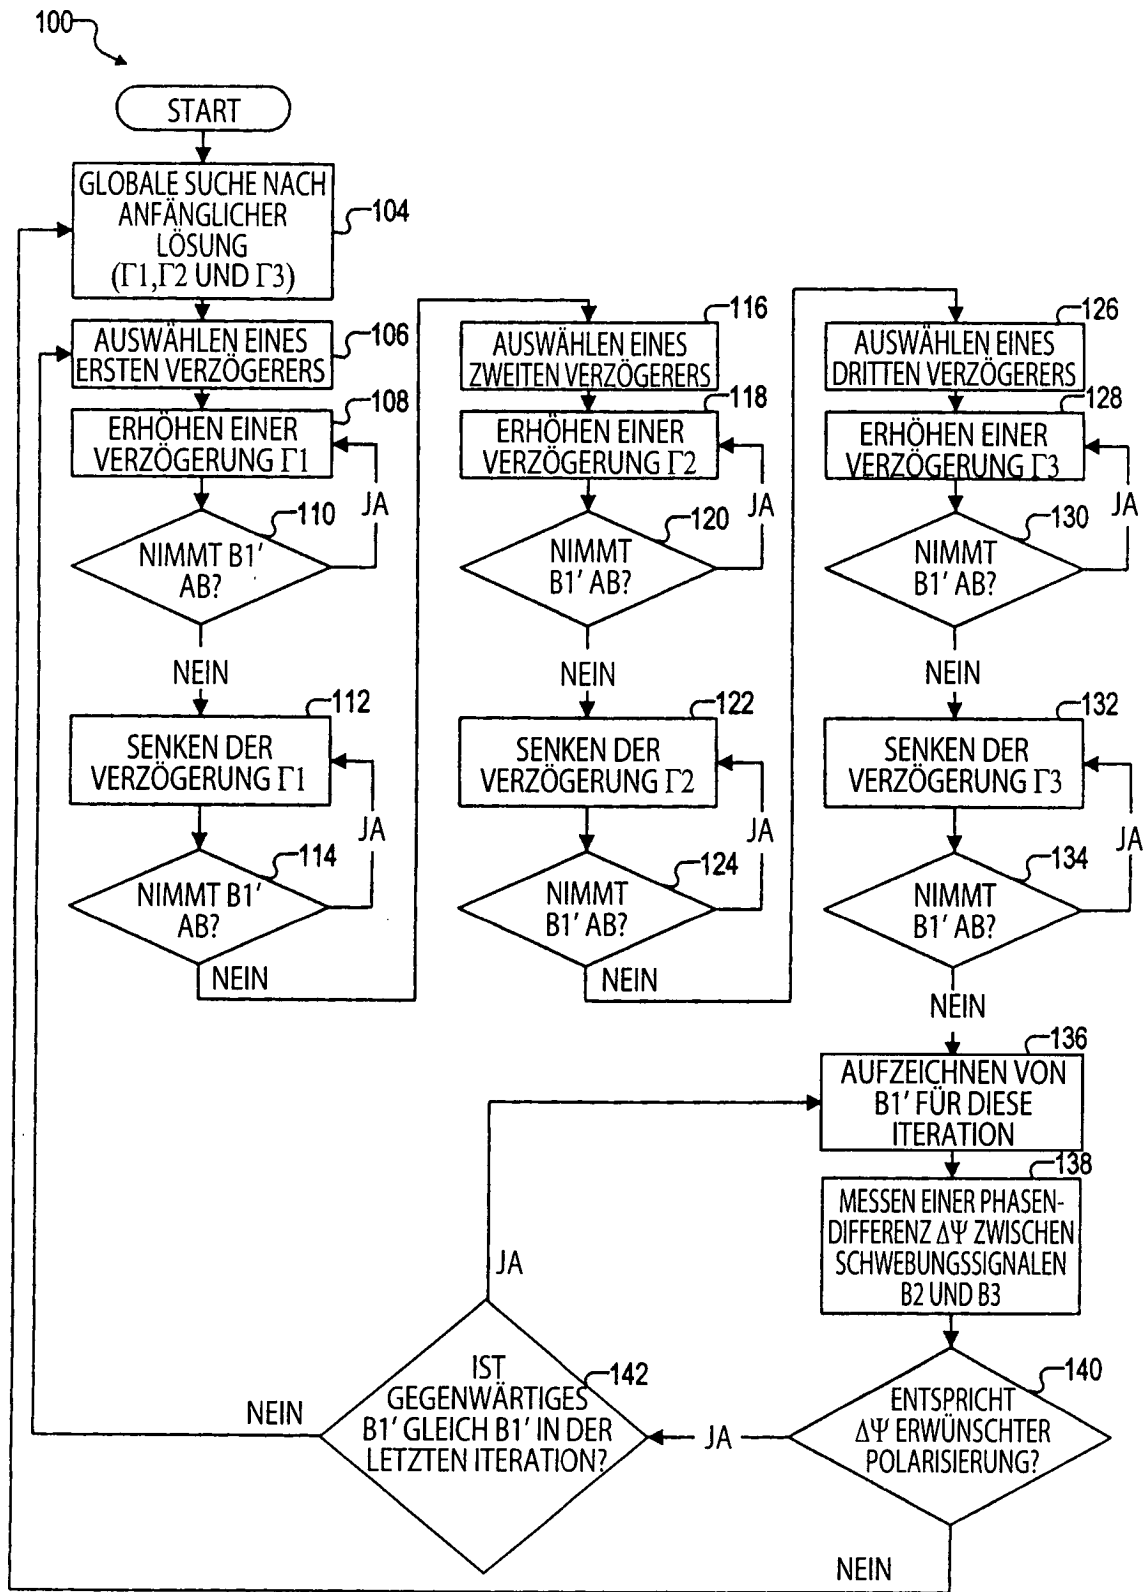 100
START
GLOBALE SUCHE NACH
ANFÄNGLICHER
LÖSUNG
(Γ1,Γ2 UND Γ3)
104
AUSWÄHLEN EINES
ERSTEN VERZÖGERERS
106
108
ERHÖHEN EINER
VERZÖGERUNG Γ1
JA
110
NIMMT B1'
AB?
NEIN
112
SENKEN DER
VERZÖGERUNG Γ1
JA
114
NIMMT B1'
AB?
NEIN
116
AUSWÄHLEN EINES
ZWEITEN VERZÖGERERS
118
ERHÖHEN EINER
VERZÖGERUNG Γ2
JA
120
NIMMT
B1' AB?
NEIN
122
SENKEN DER
VERZÖGERUNG Γ2
JA
124
NIMMT
B1' AB?
NEIN
126
AUSWÄHLEN EINES
DRITTEN VERZÖGERERS
128
ERHÖHEN EINER
VERZÖGERUNG Γ3
JA
130
NIMMT
B1' AB?
NEIN
132
SENKEN DER
VERZÖGERUNG Γ3
JA
134
NIMMT
B1' AB?
NEIN
136
AUFZEICHNEN VON
B1' FÜR DIESE
ITERATION
138
MESSEN EINER PHASEN-
DIFFERENZ ΔΨ ZWISCHEN
SCHWEBUNGSSIGNALEN
B2 UND B3
140
ENTSPRICHT
ΔΨ ERWÜNSCHTER
POLARISIERUNG?
JA
NEIN
142
IST
GEGENWÄRTIGES
B1' GLEICH B1' IN DER
LETZTEN ITERATION?
JA
NEIN